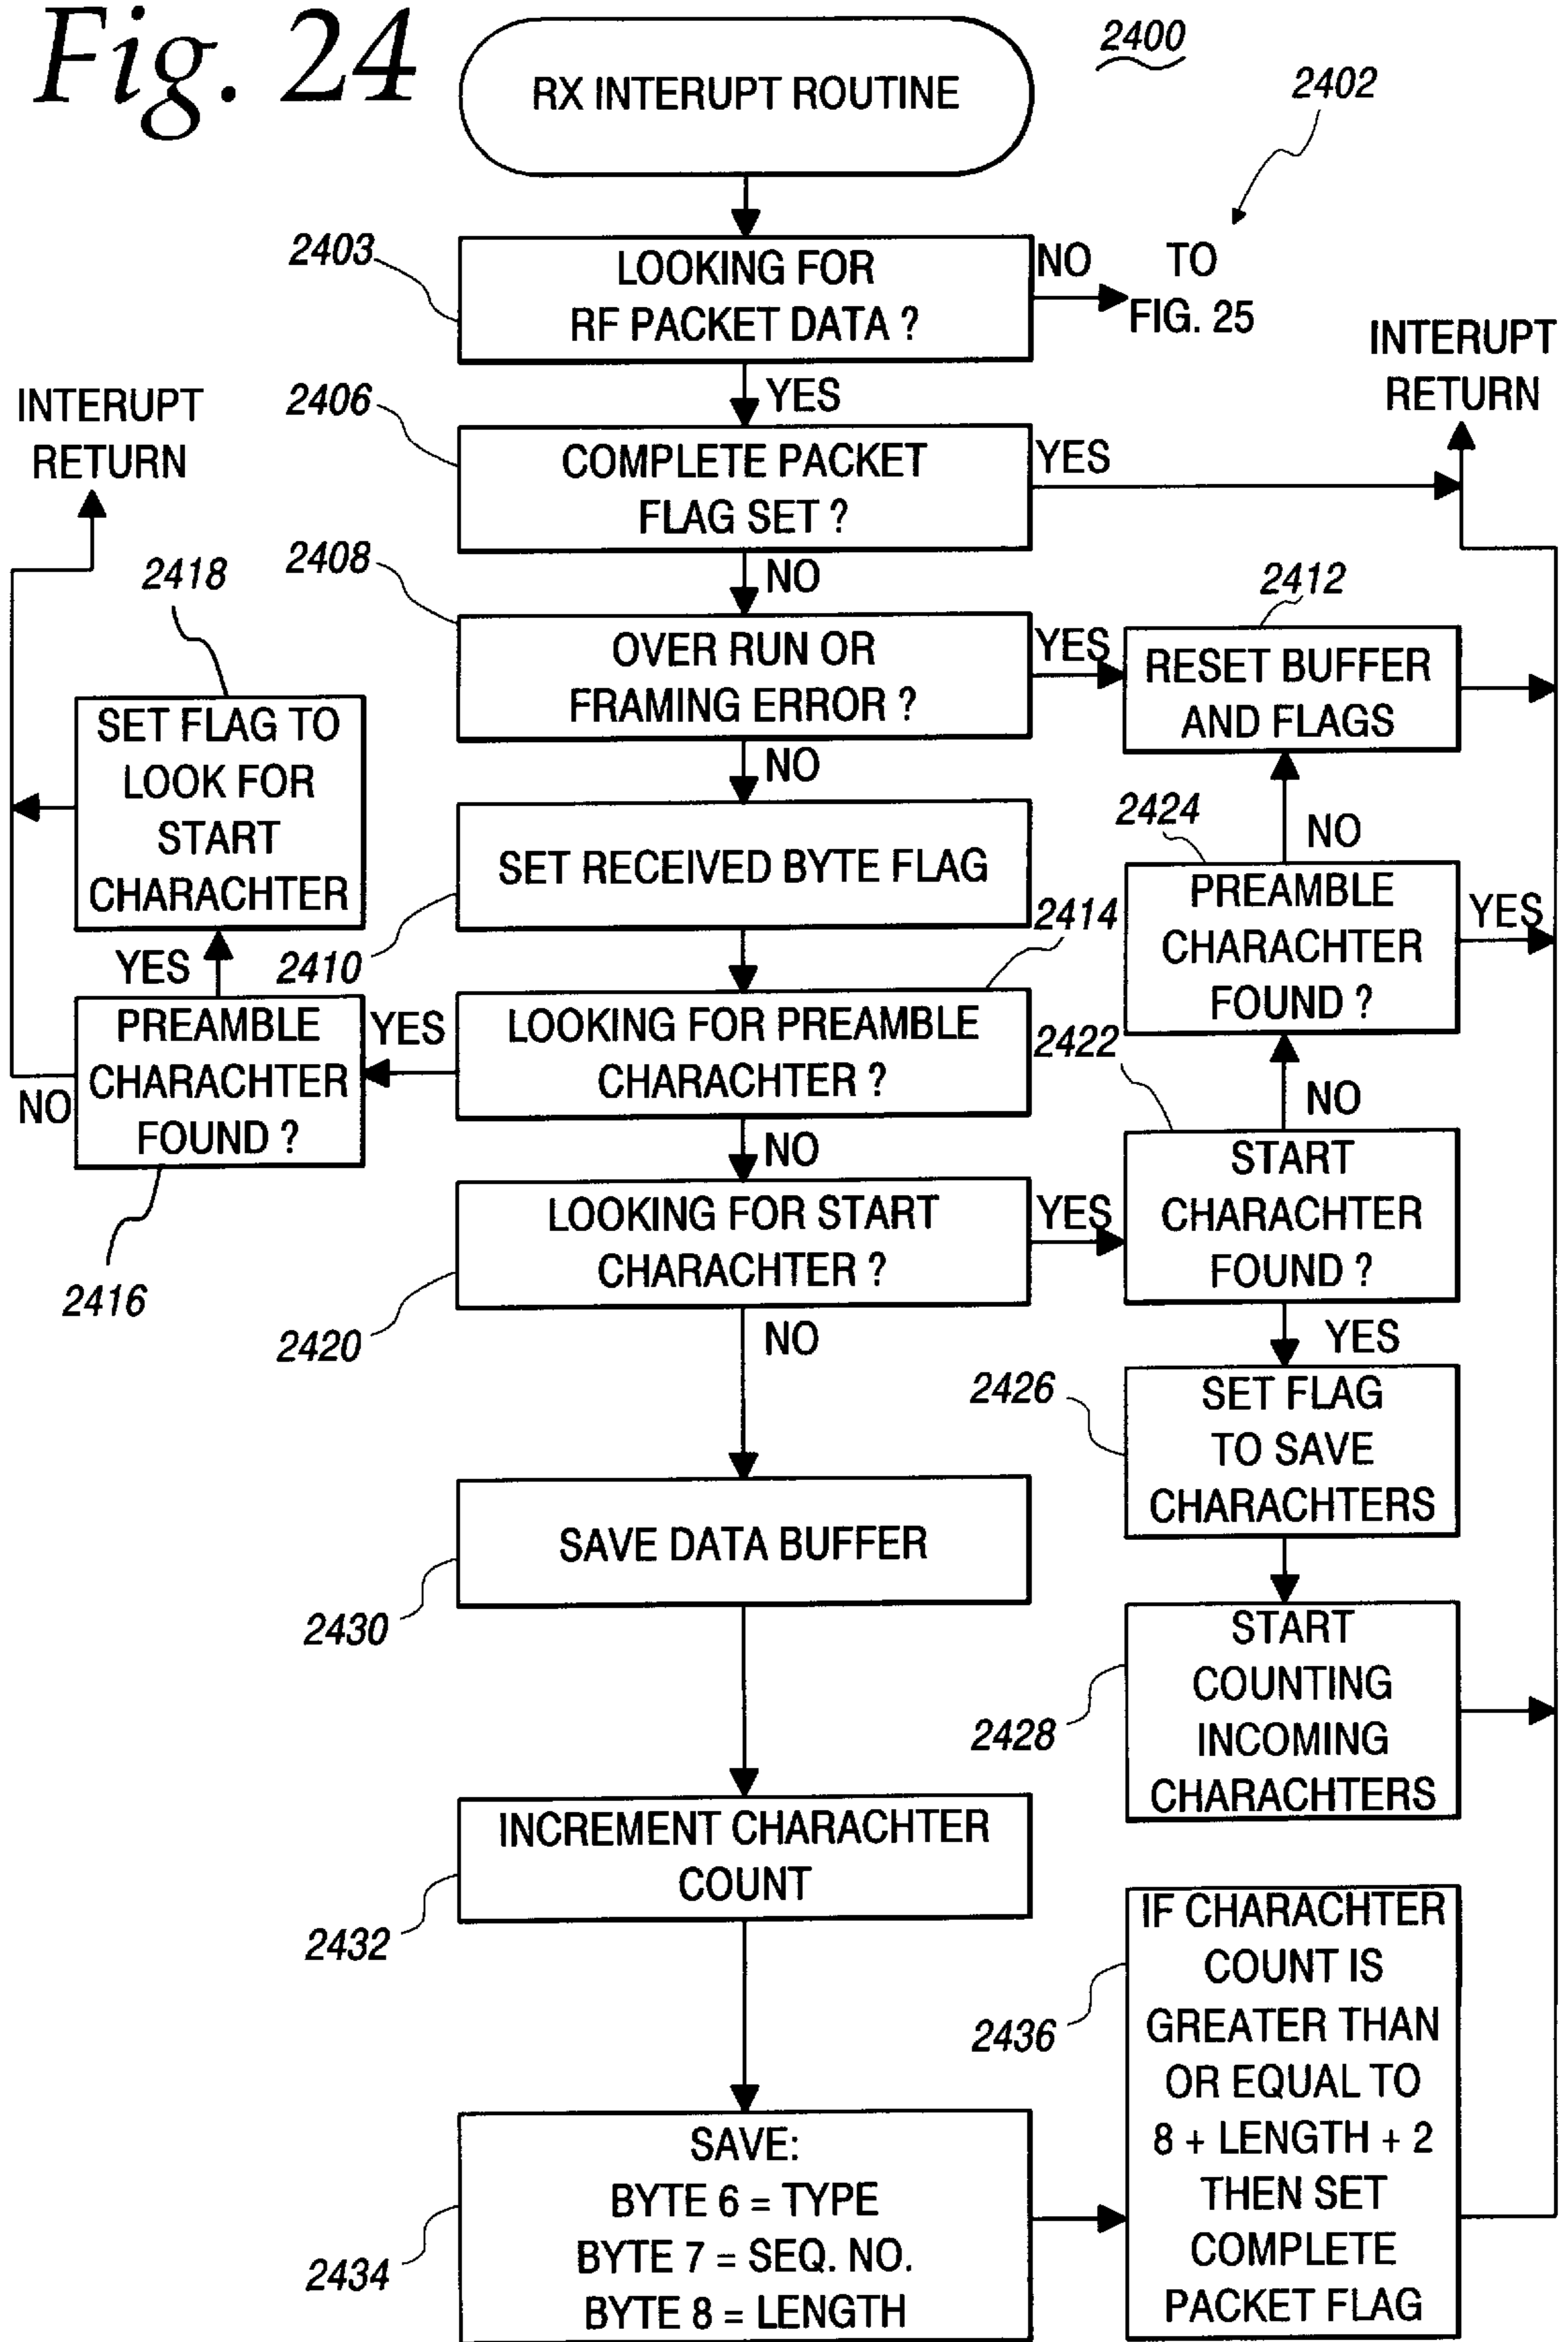 Fig. 24
2400
RX INTERUPT ROUTINE
2402
2403
LOOKING FOR
RF PACKET DATA ?
NO
TO
FIG. 25
INTERUPT
RETURN
YES
INTERUPT
RETURN
2406
COMPLETE PACKET
FLAG SET ?
YES
NO
2408
OVER RUN OR
FRAMING ERROR ?
YES
2412
RESET BUFFER
AND FLAGS
2418
SET FLAG TO
LOOK FOR
START
CHARACHTER
NO
SET RECEIVED BYTE FLAG
2410
2424
NO
PREAMBLE
CHARACHTER
FOUND ?
YES
YES
2414
PREAMBLE
CHARACHTER
FOUND ?
NO
2416
YES
LOOKING FOR PREAMBLE
CHARACHTER ?
2422
NO
NO
LOOKING FOR START
CHARACHTER ?
2420
YES
START
CHARACHTER
FOUND ?
NO
YES
2426
SET FLAG
TO SAVE
CHARACHTERS
SAVE DATA BUFFER
2430
START
COUNTING
INCOMING
CHARACHTERS
2428
INCREMENT CHARACHTER
COUNT
2432
IF CHARACHTER
COUNT IS
GREATER THAN
OR EQUAL TO
8 + LENGTH + 2
THEN SET
COMPLETE
PACKET FLAG
2436
SAVE:
BYTE 6 = TYPE
BYTE 7 = SEQ. NO.
BYTE 8 = LENGTH
2434